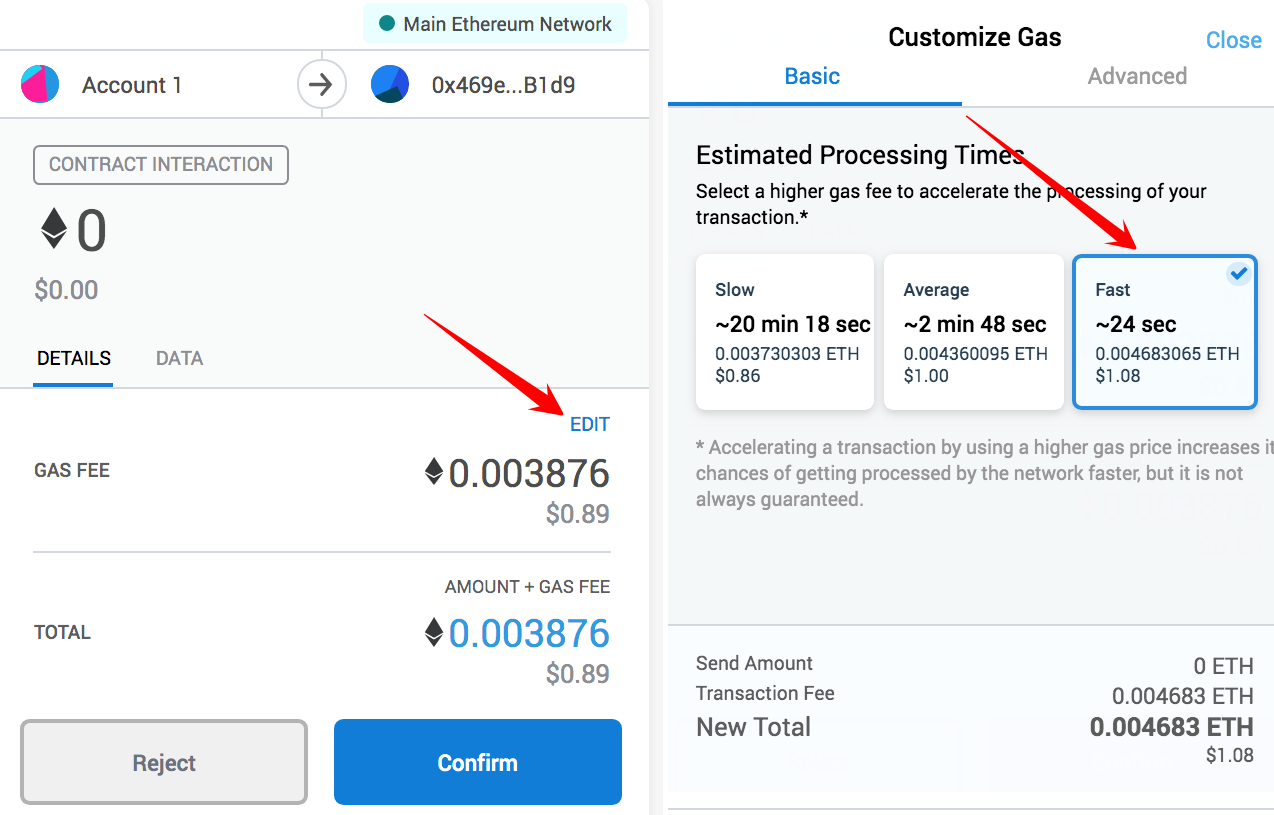 Main Ethereum Network
Account 1
0x469e...B1d9
CONTRACT INTERACTION
0
$0.00
DETAILS DATA
EDIT
GAS FEE 0.003876
$0.89
AMOUNT + GAS FEE
TOTAL 0.003876
$0.89
Reject Confirm
Customize Gas Close
Basic Advanced
Estimated Processing Times
Select a higher gas fee to accelerate the processing of your
transaction.*
Slow
~20 min 18 sec
0.003730303 ETH
$0.86
Average
~2 min 48 sec
0.004360095 ETH
$1.00
Fast
~24 sec
0.004683065 ETH
$1.08
* Accelerating a transaction by using a higher gas price increases it
chances of getting processed by the network faster, but it is not
always guaranteed.
Send Amount 0 ETH
Transaction Fee 0.004683 ETH
New Total 0.004683 ETH
$1.08